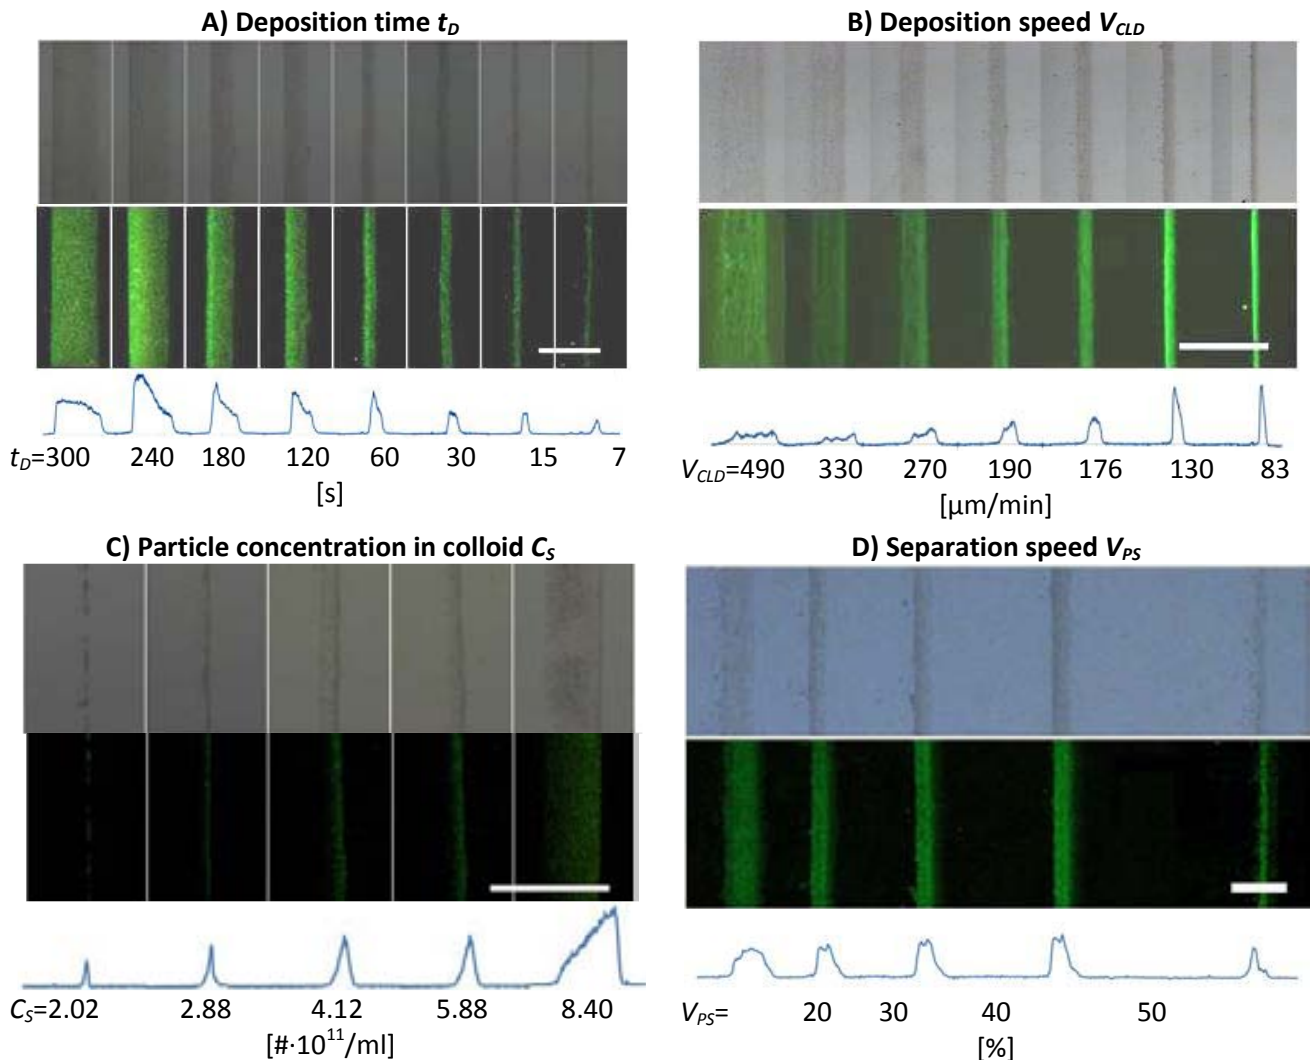 A) Deposition time t_D
t_D=300 240 180 120 60 30 15 7
[s]
B) Deposition speed V_CLD
V_CLD=490 330 270 190 176 130 83
[µm/min]
C) Particle concentration in colloid C_S
C_S=2.02 2.88 4.12 5.88 8.40
[#·10^11/ml]
D) Separation speed V_PS
V_PS= 20 30 40 50
[%]